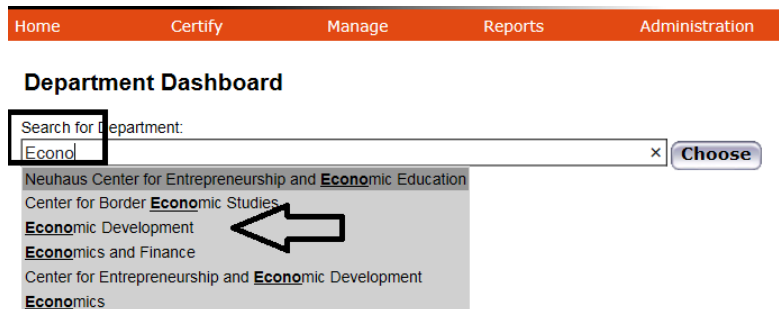 Home Certify Manage Reports Administration
Department Dashboard
Search for Department:
Econo × Choose
Neuhaus Center for Entrepreneurship and Economic Education
Center for Border Economic Studies
Economic Development
Economics and Finance
Center for Entrepreneurship and Economic Development
Economics